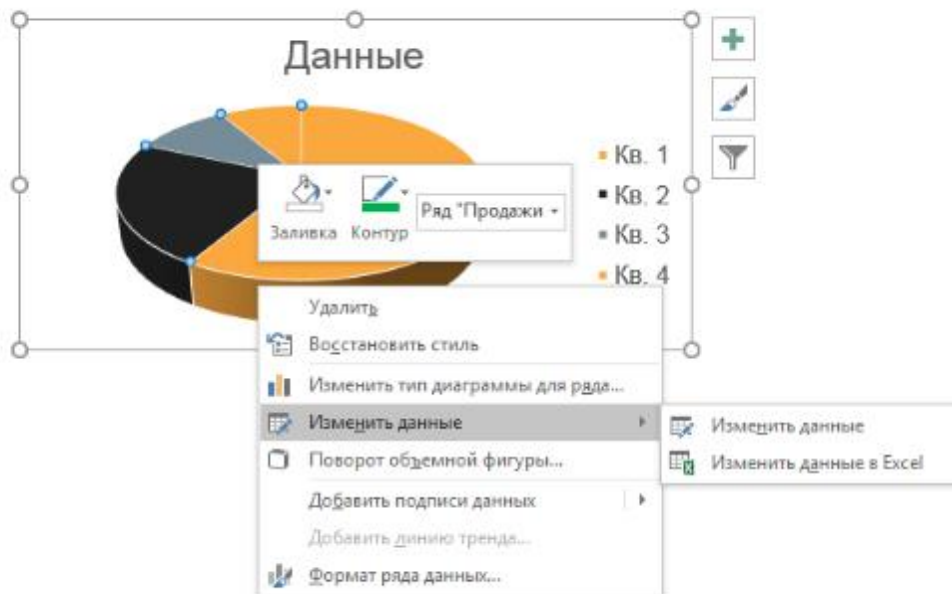 Данные
Кв. 1
Кв. 2
Кв. 3
Кв. 4
Заливка Контур Ряд "Продажи
Удалить
Восстановить стиль
Изменить тип диаграммы для ряда...
Изменить данные
Изменить данные
Изменить данные в Excel
Поворот объемной фигуры...
Добавить подписи данных
Добавить линию тренда...
Формат ряда данных...